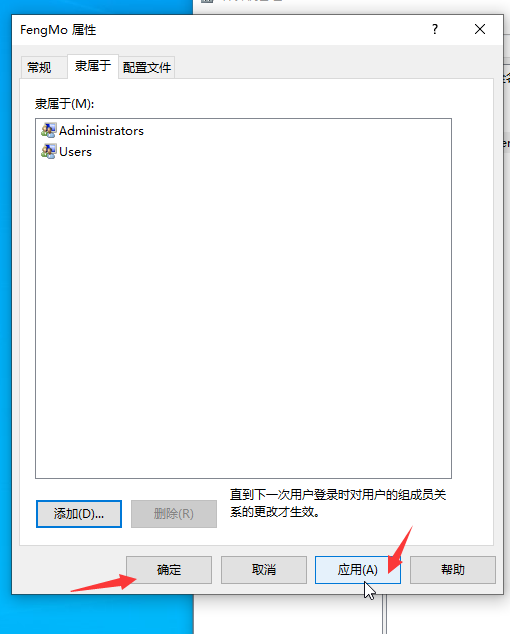 FengMo 属性
?
常规
隶属于
配置文件
隶属于(M):
Administrators
Users
添加(D)...
删除(R)
直到下一次用户登录时对用户的组成员关
系的更改才生效。
确定
取消
应用(A)
帮助